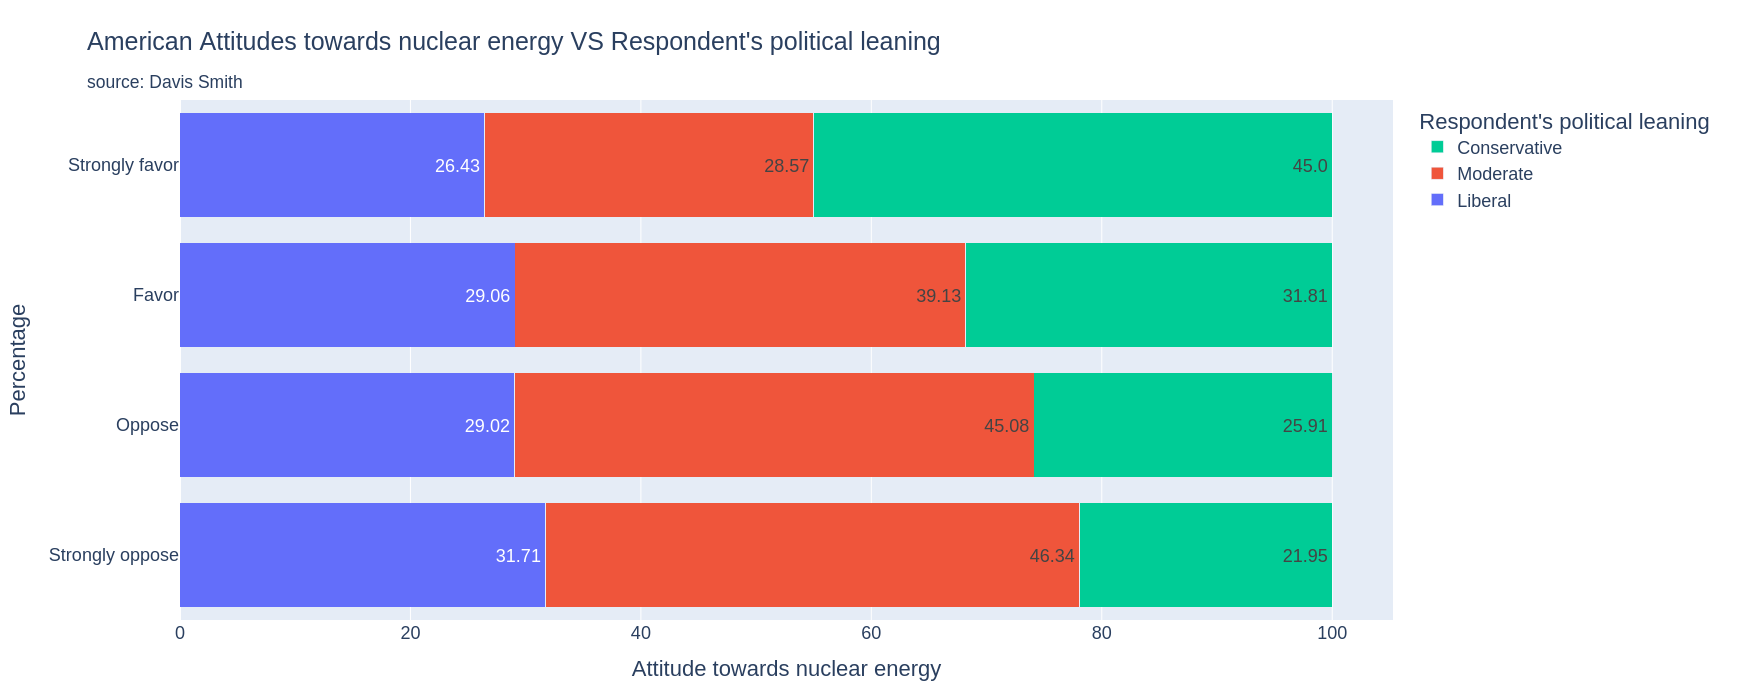 American Attitudes towards nuclear energy VS Respondent's political leaning
source: Davis Smith
Respondent's political leaning
Conservative
Moderate
Liberal
Percentage
Strongly favor 26.43 28.57 45.0
Favor 29.06 39.13 31.81
Oppose 29.02 45.08 25.91
Strongly oppose 31.71 46.34 21.95
0 20 40 60 80 100
Attitude towards nuclear energy